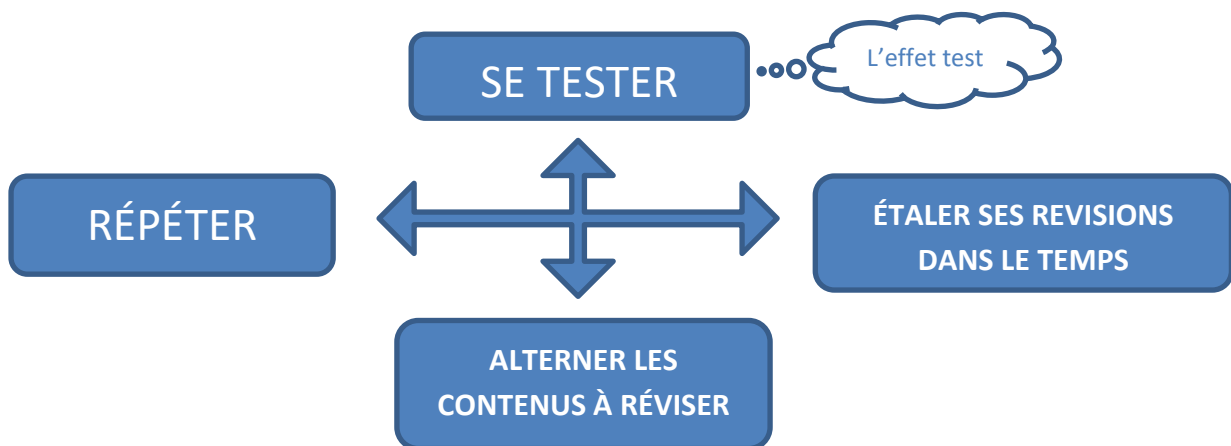 SE TESTER
L'effet test
RÉPÉTER
ÉTALER SES REVISIONS
DANS LE TEMPS
ALTERNER LES
CONTENUS À RÉVISER